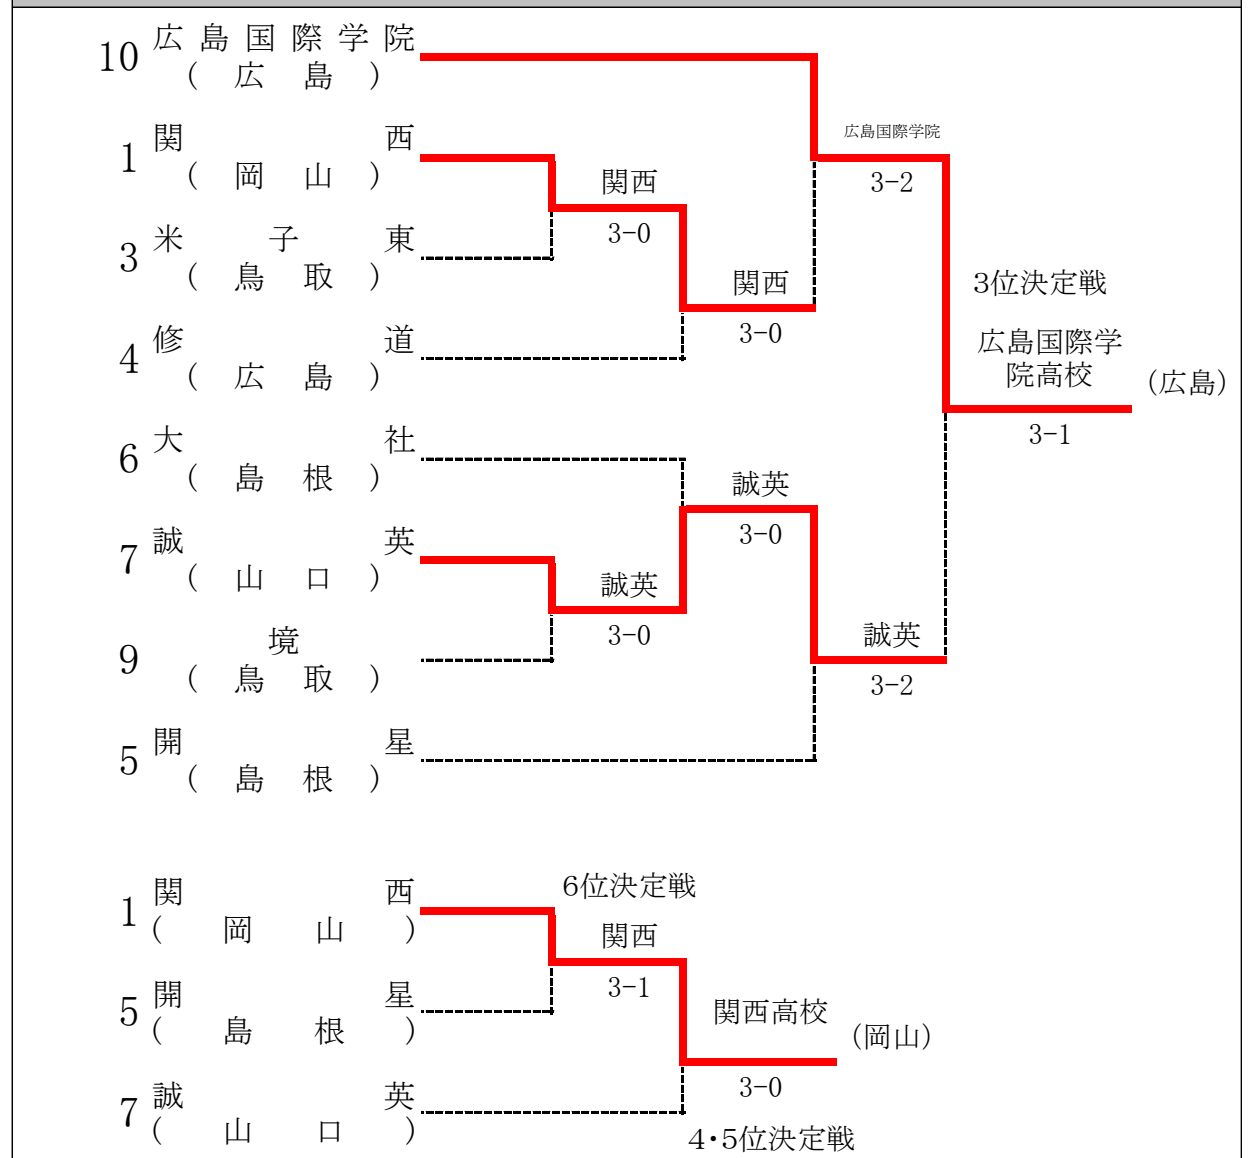 10 広島国際学院
(広島)
広島国際学院
3-2
1 関西
(岡山)
関西
3-0
3 米子東
(鳥取)
関西
3-0
3位決定戦
広島国際学
院高校
(広島)
3-1
4 修道
(広島)
6 大社
(島根)
誠英
3-0
7 誠英
(山口)
誠英
3-0
9 境
(鳥取)
誠英
3-2
5 開星
(島根)
6位決定戦
1 関西
(岡山)
関西
3-1
5 開星
(島根)
関西高校
(岡山)
3-0
7 誠英
(山口)
4・5位決定戦